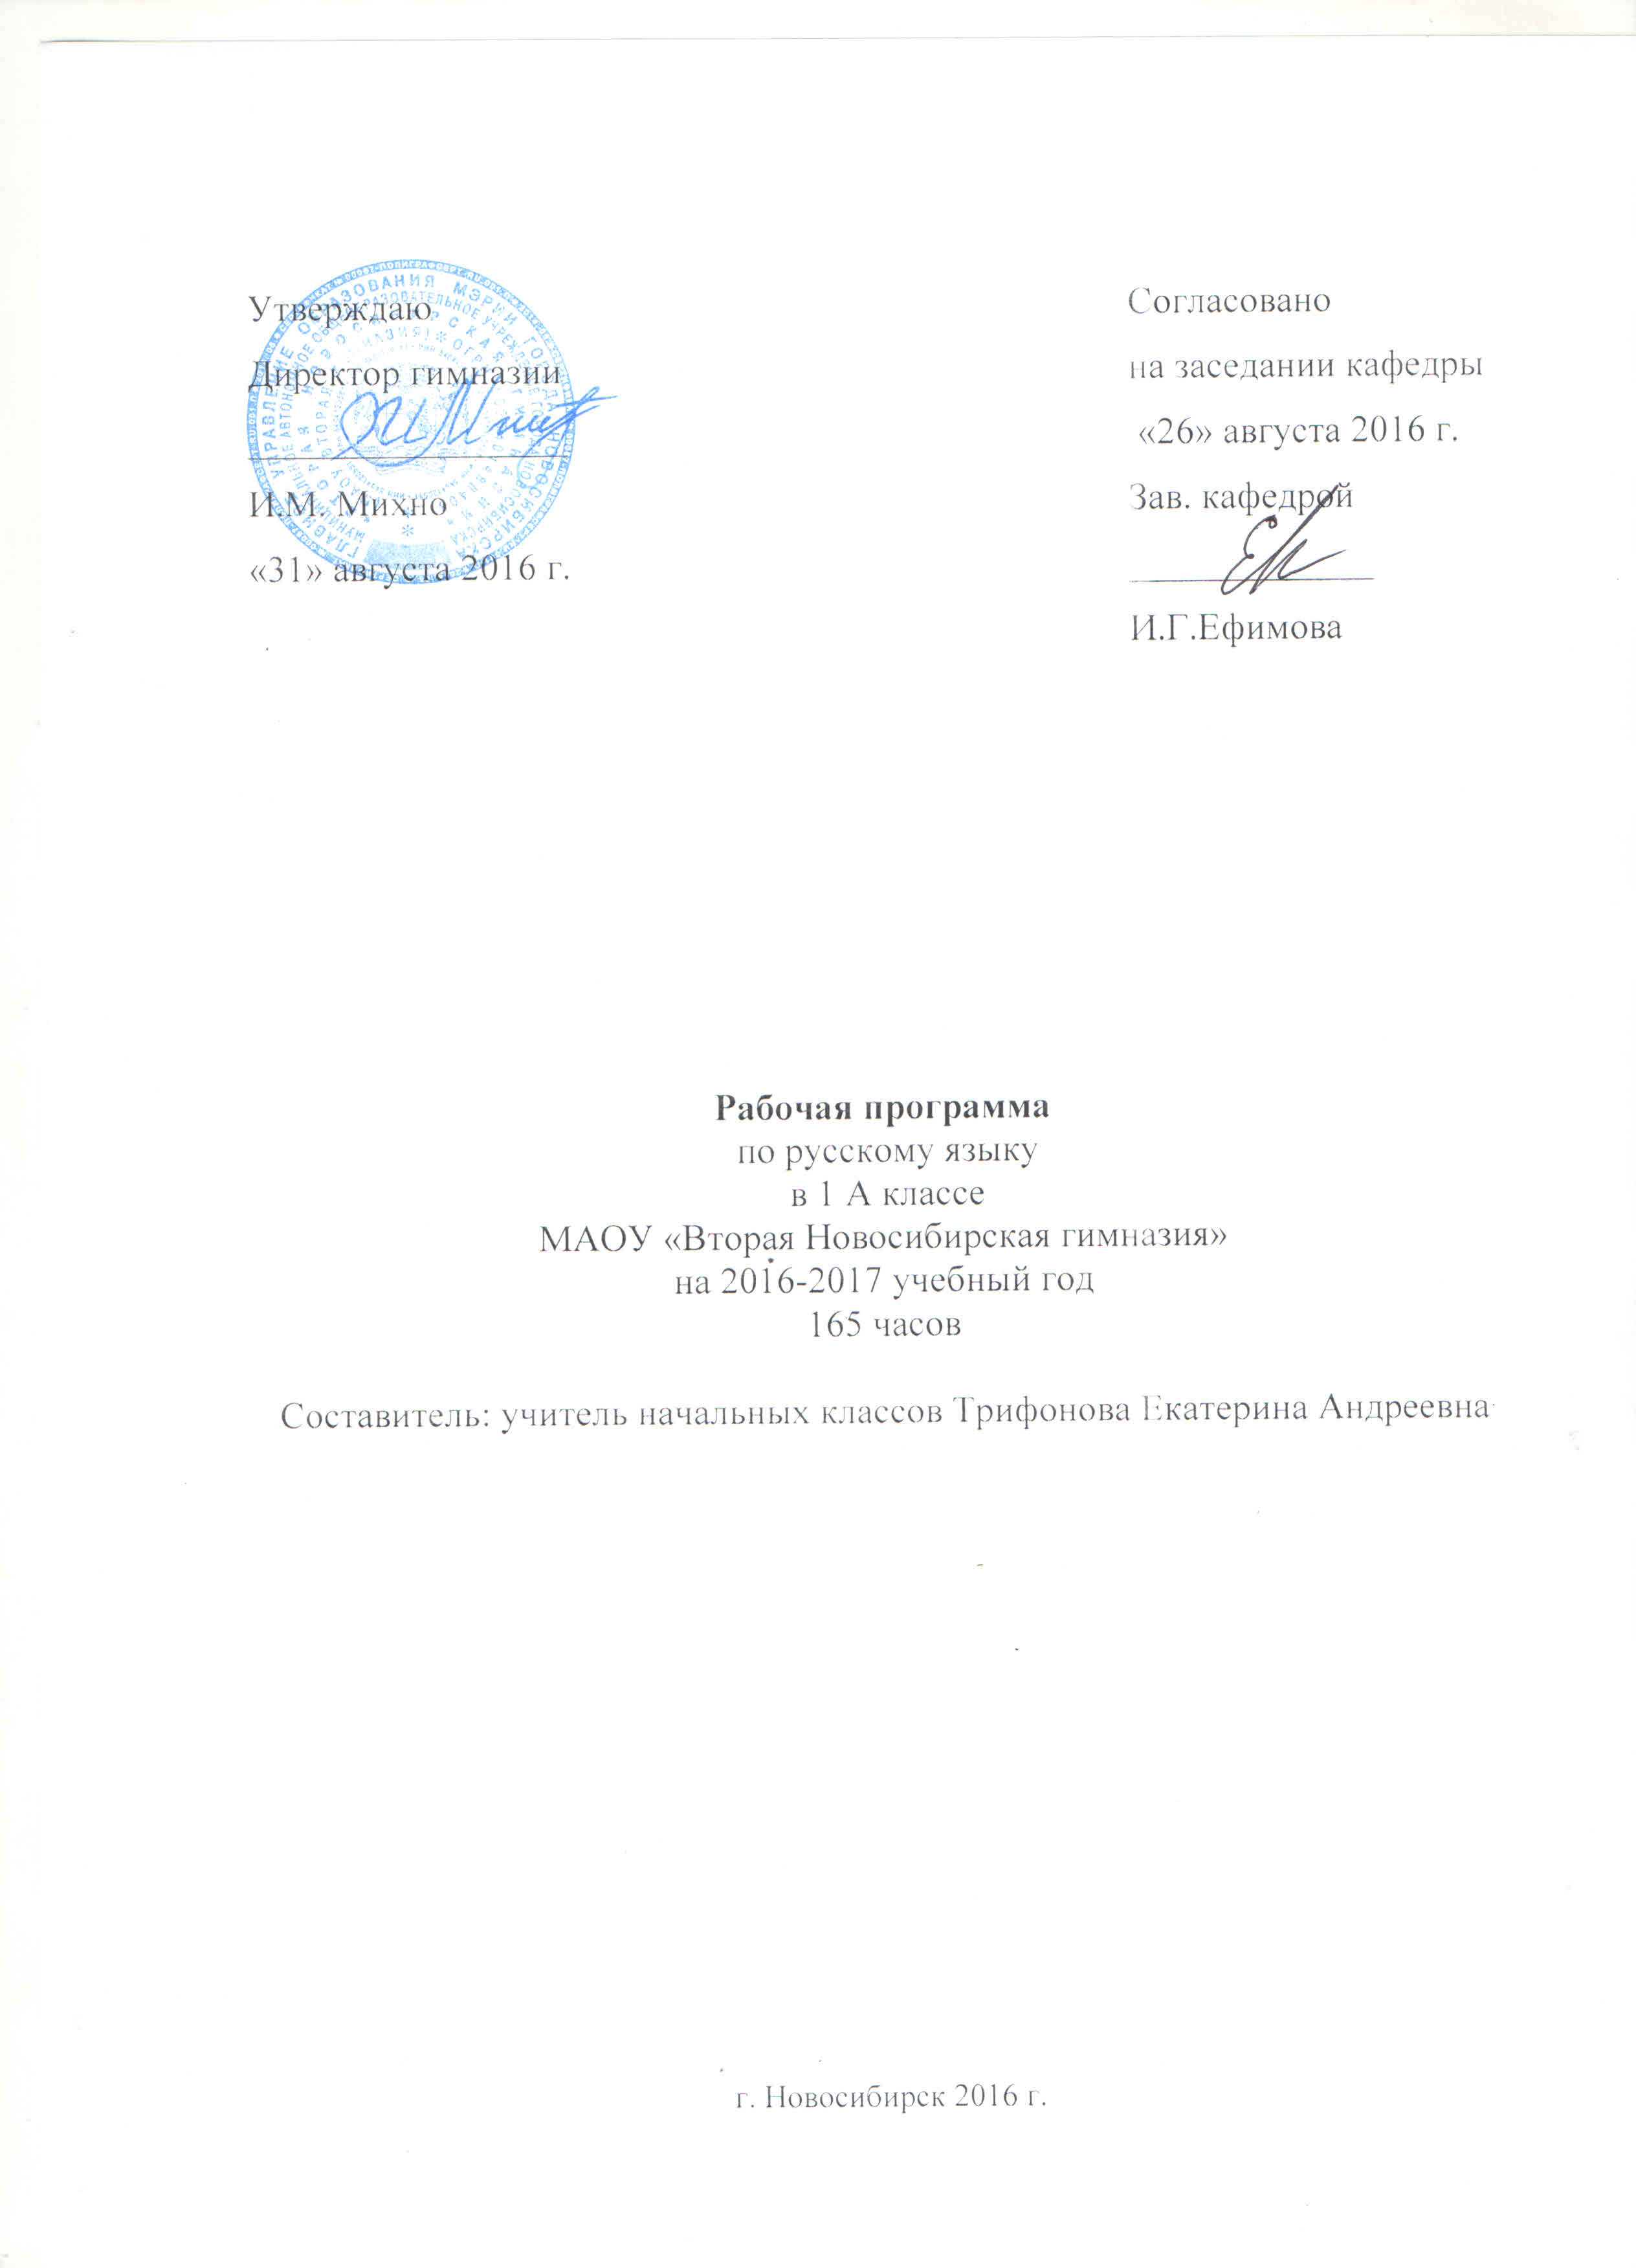 Утверждаю
Директор гимназии
И.М. Михно
«31» августа 2016 г.
Согласовано
на заседании кафедры
«26» августа 2016 г.
Зав. кафедрой
И.Г.Ефимова
Рабочая программа
по русскому языку
в 1 А классе
МАОУ «Вторая Новосибирская гимназия»
на 2016-2017 учебный год
165 часов
Составитель: учитель начальных классов Трифонова Екатерина Андреевна
г. Новосибирск 2016 г.